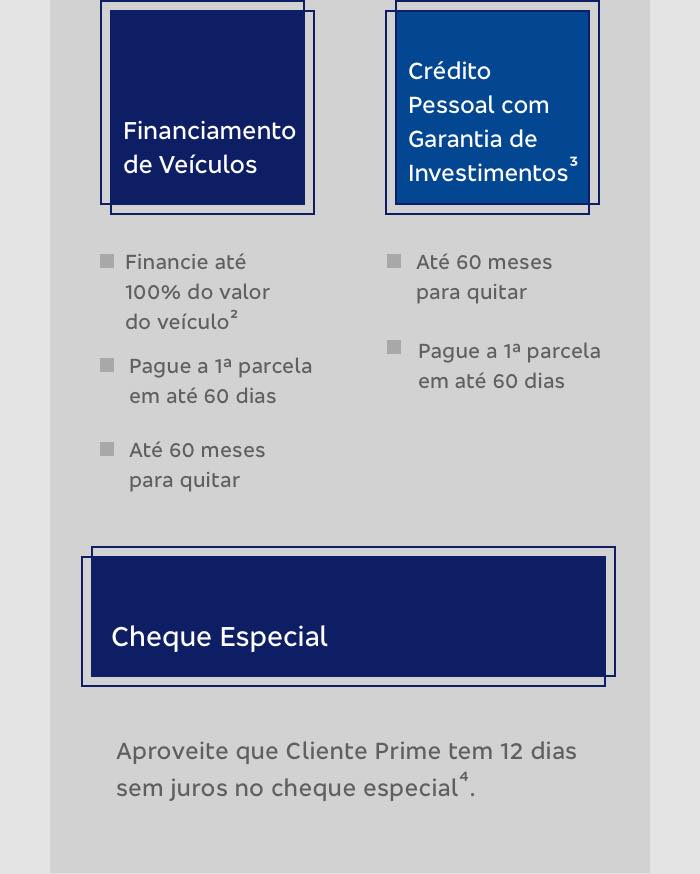 Financiamento
de Veículos
Financie até
100% do valor
do veículo²
Pague a 1ª parcela
em até 60 dias
Até 60 meses
para quitar
Crédito
Pessoal com
Garantia de
Investimentos³
Até 60 meses
para quitar
Pague a 1ª parcela
em até 60 dias
Cheque Especial
Aproveite que Cliente Prime tem 12 dias
sem juros no cheque especial⁴.